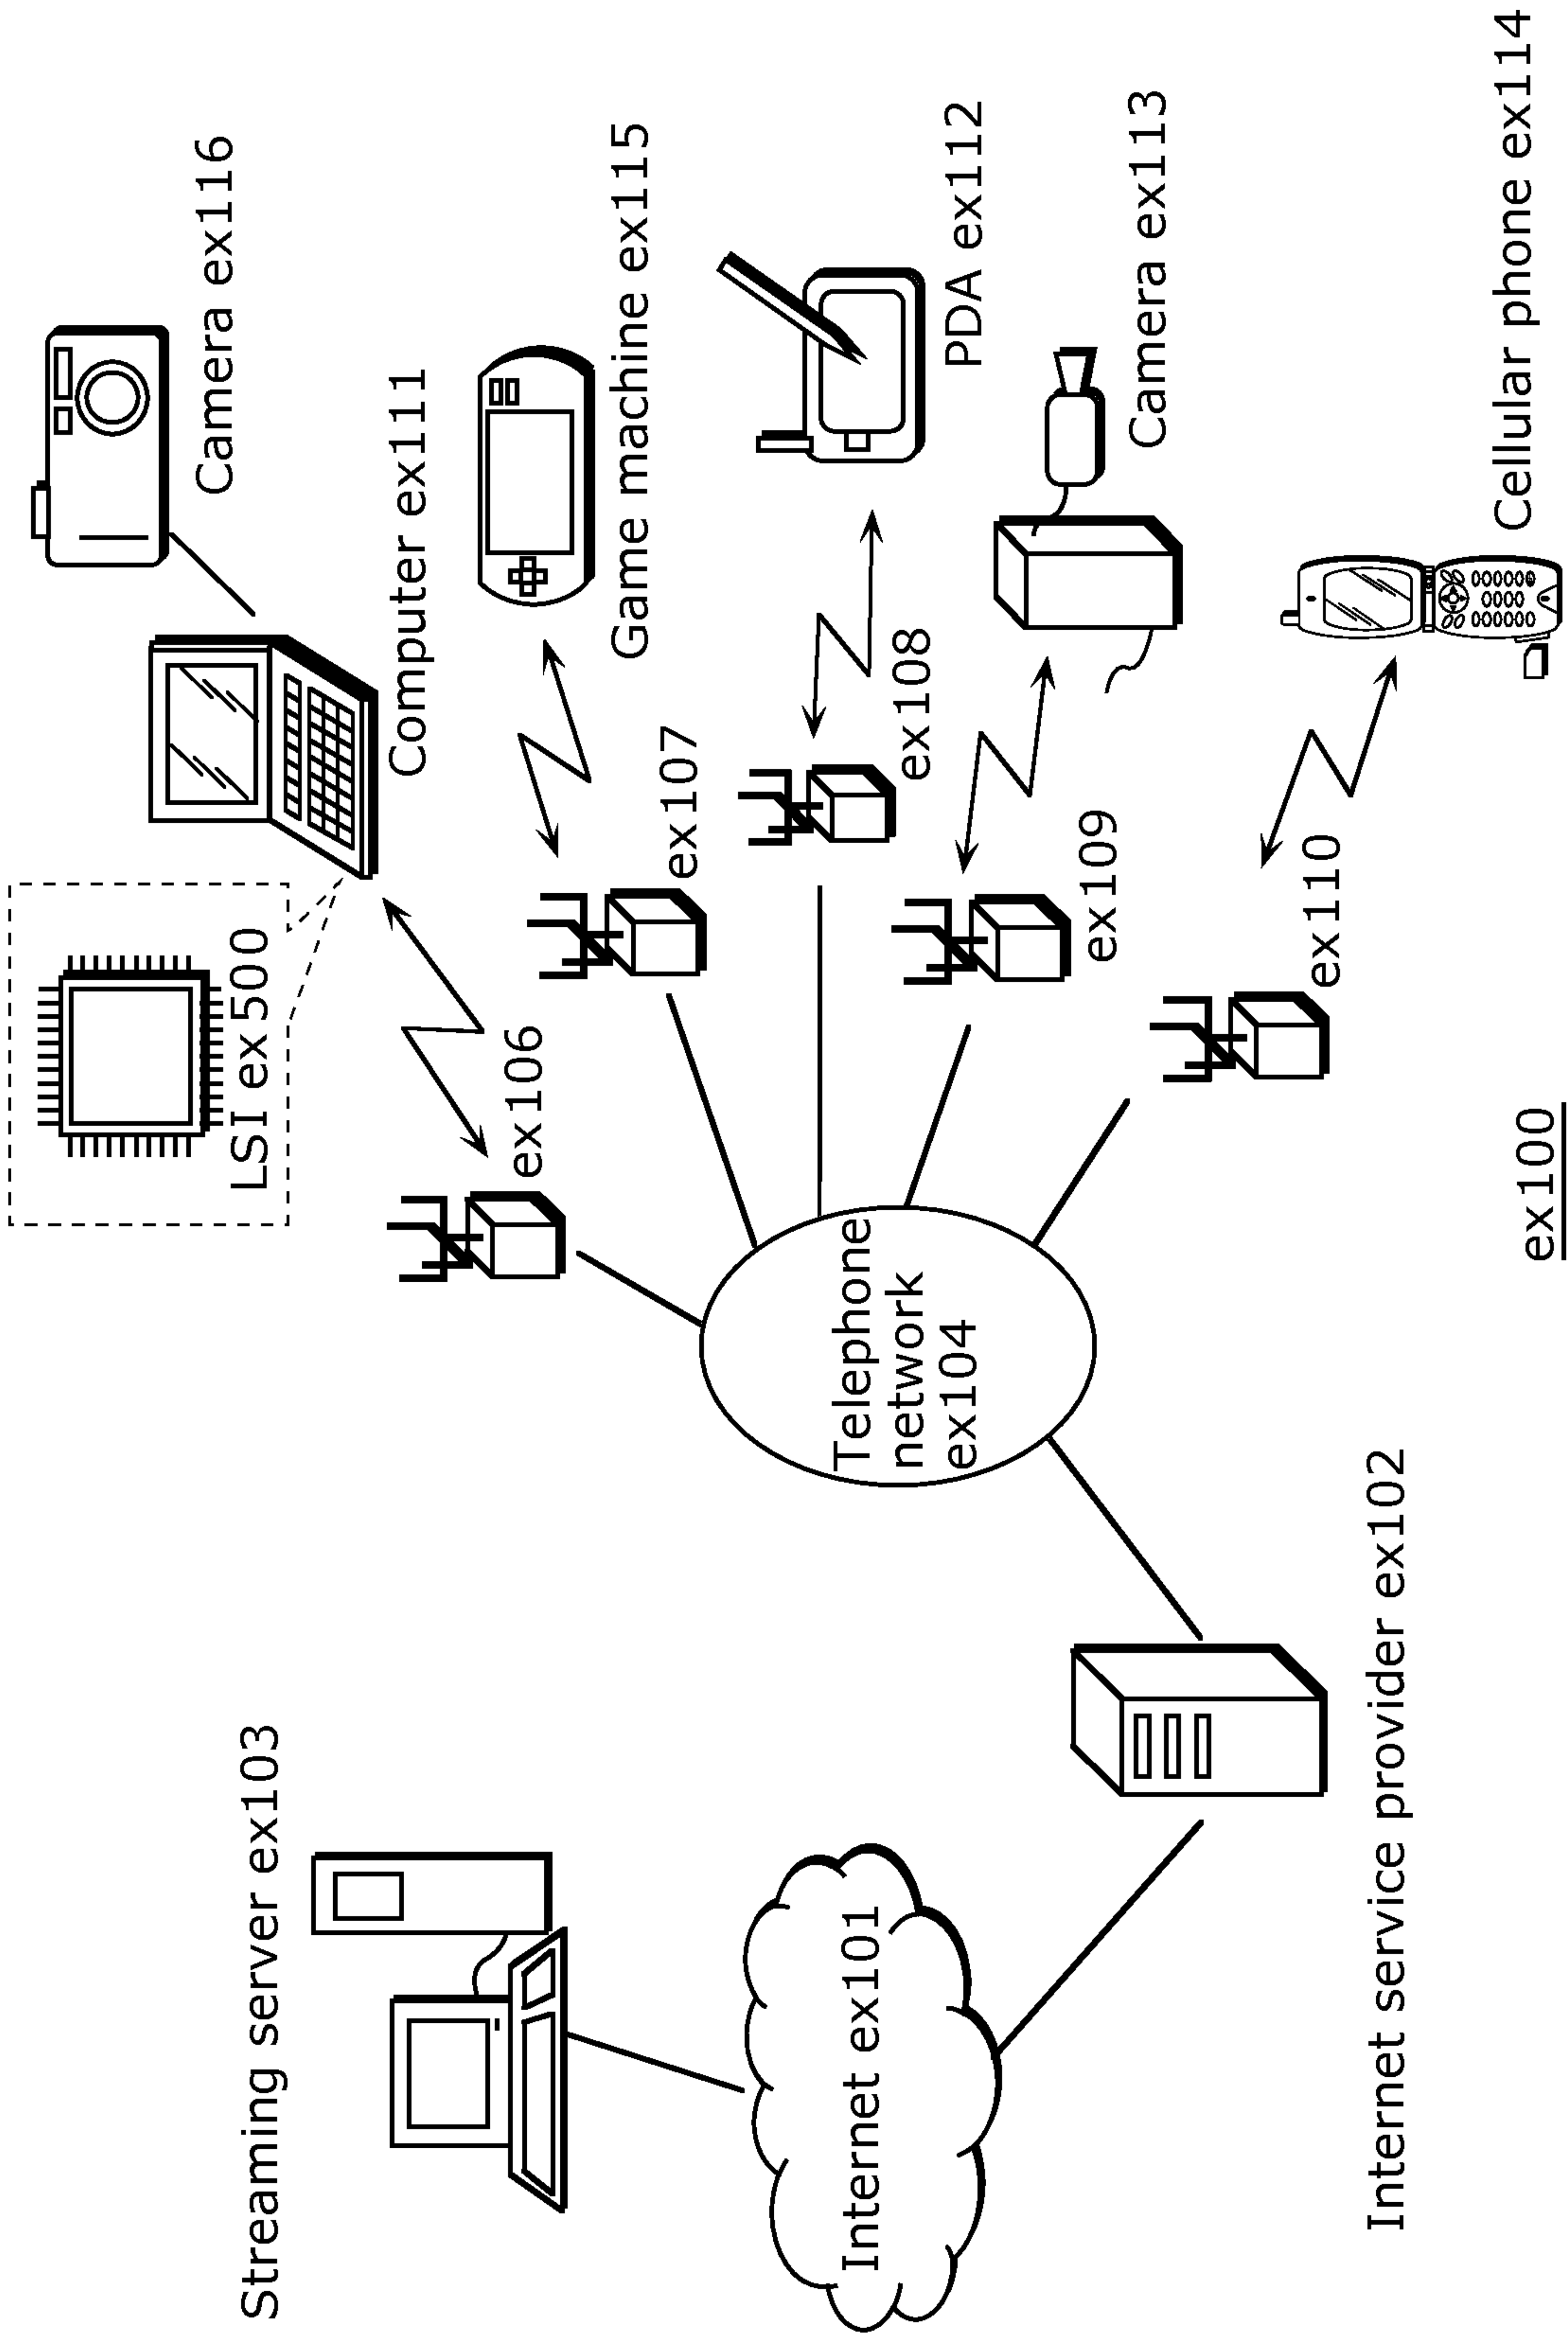 Streaming server ex103
Internet ex101
Internet service provider ex102
Telephone
network
ex104
LSI ex500
ex106
ex107
ex108
ex109
ex110
Camera ex116
Computer ex111
Game machine ex115
PDA ex112
Camera ex113
Cellular phone ex114
ex100